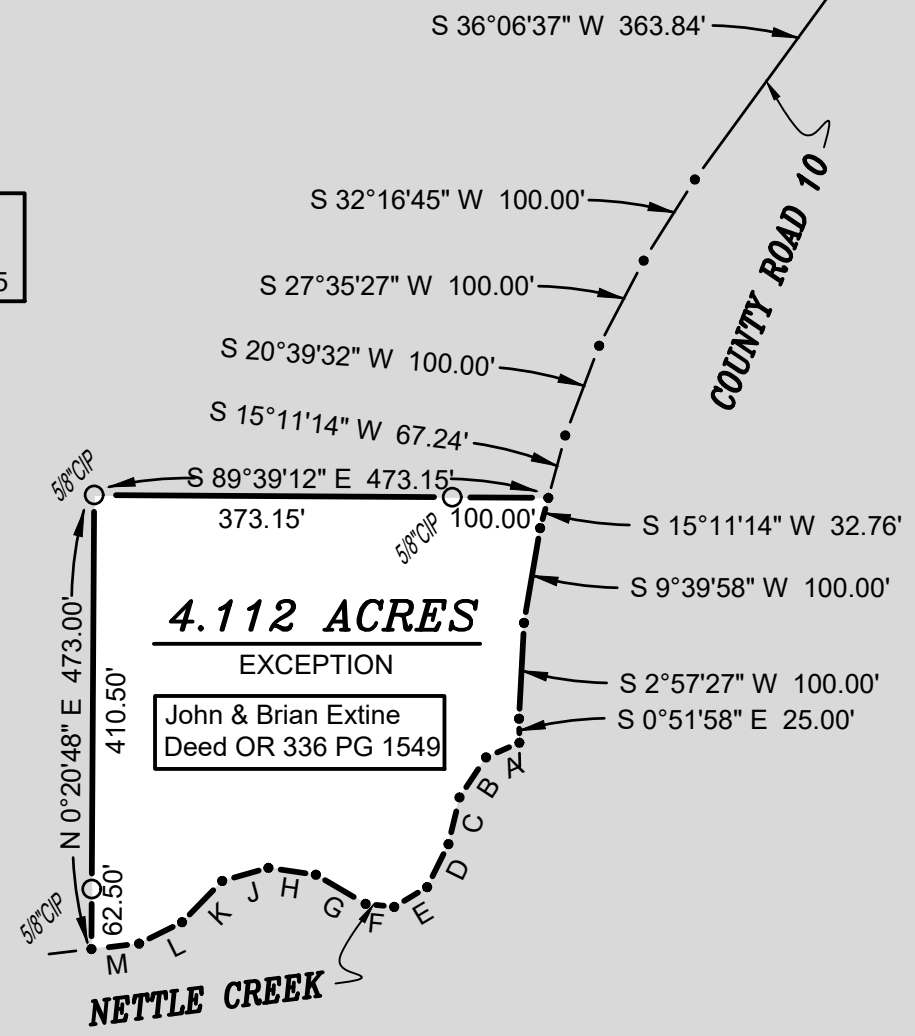 S 36°06'37" W 363.84'
COUNTY ROAD 10
5
S 32°16'45" W 100.00'
S 27°35'27" W 100.00'
S 20°39'32" W 100.00'
S 15°11'14" W 67.24'
5/8"CIP
S 89°39'12" E 473.15'
373.15'
5/8"CIP
100.00'
S 15°11'14" W 32.76'
S 9°39'58" W 100.00'
4.112 ACRES
EXCEPTION
John & Brian Extine
Deed OR 336 PG 1549
N 0°20'48" E 473.00'
410.50'
S 2°57'27" W 100.00'
S 0°51'58" E 25.00'
A
B
C
D
E
F
G
H
J
K
L
M
62.50'
5/8"CIP
NETTLE CREEK